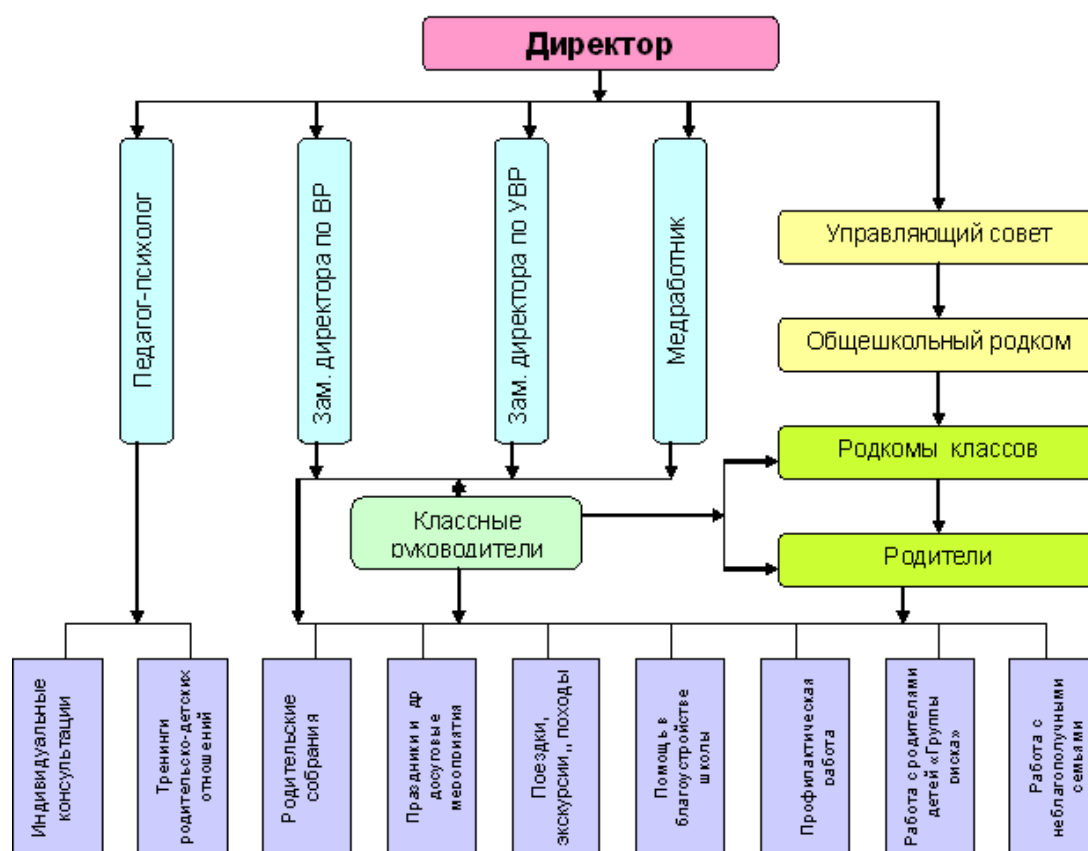 Директор
Педагог-психолог
Зам. директора по ВР
Зам. директора по УВР
Медработник
Управляющий совет
Общешкольный родком
Родкомы классов
Классные
руководители
Родители
Индивидуальные
консультации
Тренинги
родительско-детских
отношений
Родительские
собрания
Праздники и др
досуговые
мероприятия
Поездки,
экскурсии,, походы
Помощь в
благоустройстве
школы
Профилактическая
работа
Работа с родителями
детей «Группы
риска»
Работа с
неблагополучными
семьями